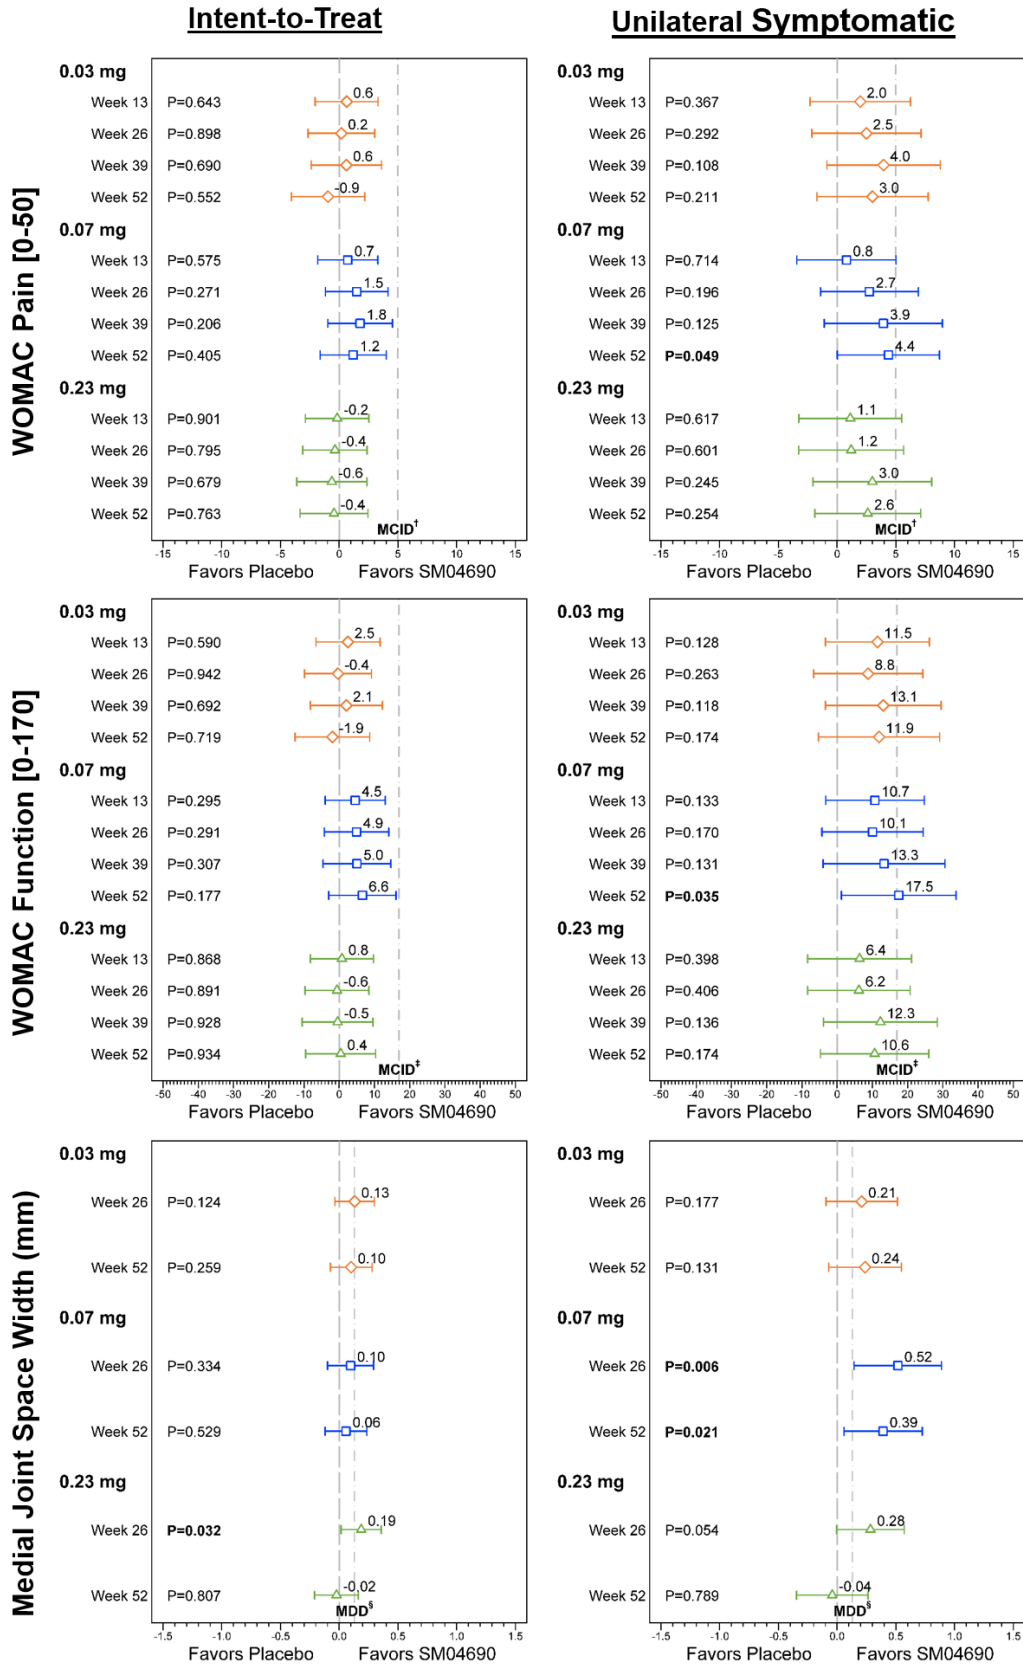 Intent-to-Treat
Unilateral Symptomatic
WOMAC Pain [0-50]
0.03 mg
Week 13 P=0.643 0.6
Week 26 P=0.898 0.2
Week 39 P=0.690 0.6
Week 52 P=0.552 -0.9
0.07 mg
Week 13 P=0.575 0.7
Week 26 P=0.271 1.5
Week 39 P=0.206 1.8
Week 52 P=0.405 1.2
0.23 mg
Week 13 P=0.901 -0.2
Week 26 P=0.795 -0.4
Week 39 P=0.679 -0.6
Week 52 P=0.763 -0.4
MCID†
-15 -10 -5 0 5 10 15
Favors Placebo Favors SM04690
0.03 mg
Week 13 P=0.367 2.0
Week 26 P=0.292 2.5
Week 39 P=0.108 4.0
Week 52 P=0.211 3.0
0.07 mg
Week 13 P=0.714 0.8
Week 26 P=0.196 2.7
Week 39 P=0.125 3.9
Week 52 P=0.049 4.4
0.23 mg
Week 13 P=0.617 1.1
Week 26 P=0.601 1.2
Week 39 P=0.245 3.0
Week 52 P=0.254 2.6
MCID†
-15 -10 -5 0 5 10 15
Favors Placebo Favors SM04690
WOMAC Function [0-170]
0.03 mg
Week 13 P=0.590 2.5
Week 26 P=0.942 -0.4
Week 39 P=0.692 2.1
Week 52 P=0.719 -1.9
0.07 mg
Week 13 P=0.295 4.5
Week 26 P=0.291 4.9
Week 39 P=0.307 5.0
Week 52 P=0.177 6.6
0.23 mg
Week 13 P=0.868 0.8
Week 26 P=0.891 -0.6
Week 39 P=0.928 -0.5
Week 52 P=0.934 0.4
MCID‡
-50 -40 -30 -20 -10 0 10 20 30 40 50
Favors Placebo Favors SM04690
0.03 mg
Week 13 P=0.128 11.5
Week 26 P=0.263 8.8
Week 39 P=0.118 13.1
Week 52 P=0.174 11.9
0.07 mg
Week 13 P=0.133 10.7
Week 26 P=0.170 10.1
Week 39 P=0.131 13.3
Week 52 P=0.035 17.5
0.23 mg
Week 13 P=0.398 6.4
Week 26 P=0.406 6.2
Week 39 P=0.136 12.3
Week 52 P=0.174 10.6
MCID‡
-50 -40 -30 -20 -10 0 10 20 30 40 50
Favors Placebo Favors SM04690
Medial Joint Space Width (mm)
0.03 mg
Week 26 P=0.124 0.13
Week 52 P=0.259 0.10
0.07 mg
Week 26 P=0.334 0.10
Week 52 P=0.529 0.06
0.23 mg
Week 26 P=0.032 0.19
Week 52 P=0.807 -0.02
MDD§
-1.5 -1.0 -0.5 0.0 0.5 1.0 1.5
Favors Placebo Favors SM04690
0.03 mg
Week 26 P=0.177 0.21
Week 52 P=0.131 0.24
0.07 mg
Week 26 P=0.006 0.52
Week 52 P=0.021 0.39
0.23 mg
Week 26 P=0.054 0.28
Week 52 P=0.789 -0.04
MDD§
-1.5 -1.0 -0.5 0.0 0.5 1.0 1.5
Favors Placebo Favors SM04690